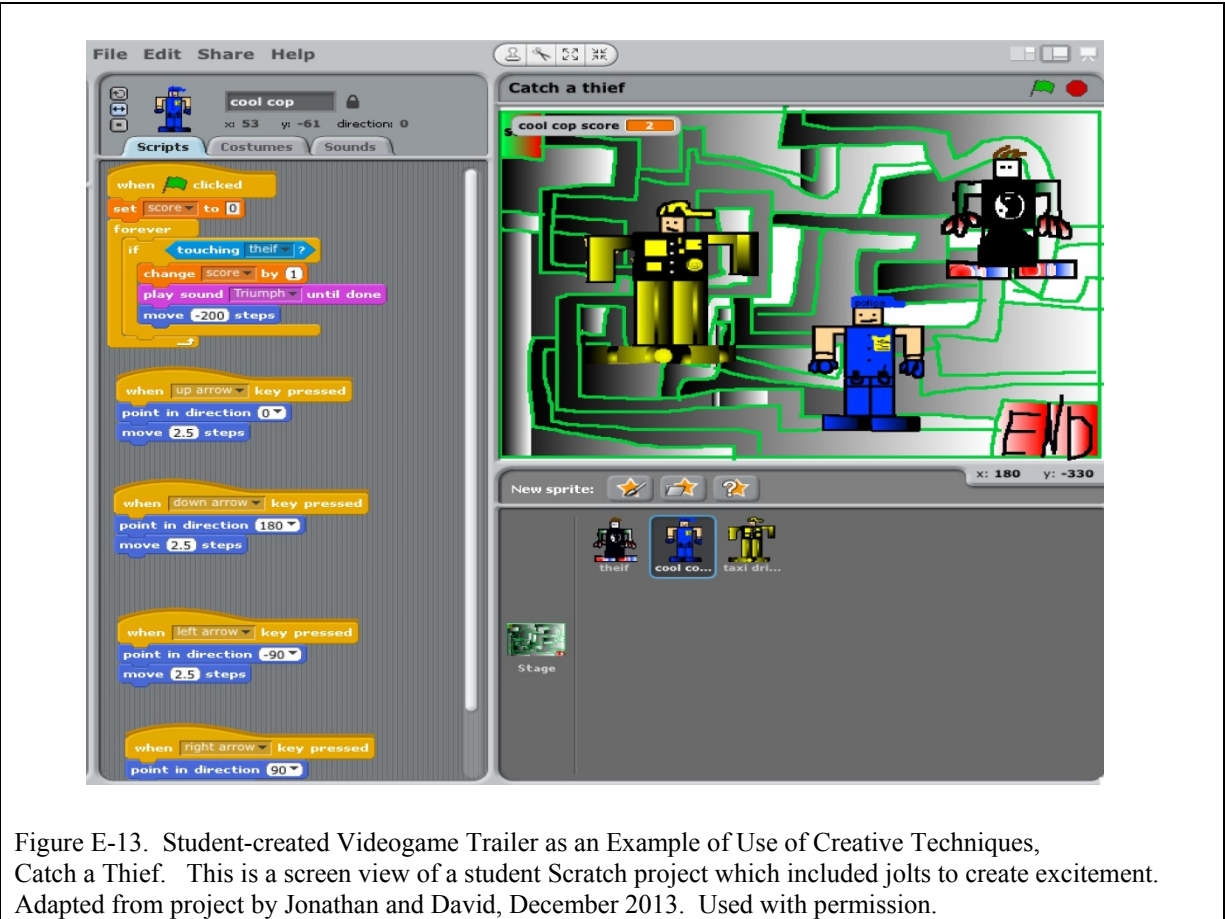 File Edit Share Help
cool cop
x: 53 y: -61 direction: 0
Scripts Costumes Sounds
when clicked
set score to 0
forever
if touching theif ?
change score by 1
play sound Triumph until done
move -200 steps
when up arrow key pressed
point in direction 0
move 2.5 steps
when down arrow key pressed
point in direction 180
move 2.5 steps
when left arrow key pressed
point in direction -90
move 2.5 steps
when right arrow key pressed
point in direction 90
Catch a thief
cool cop score 2
police
END
x: 180 y: -330
New sprite:
theif cool co... taxi dri...
Stage
Figure E-13. Student-created Videogame Trailer as an Example of Use of Creative Techniques,
Catch a Thief. This is a screen view of a student Scratch project which included jolts to create excitement.
Adapted from project by Jonathan and David, December 2013. Used with permission.